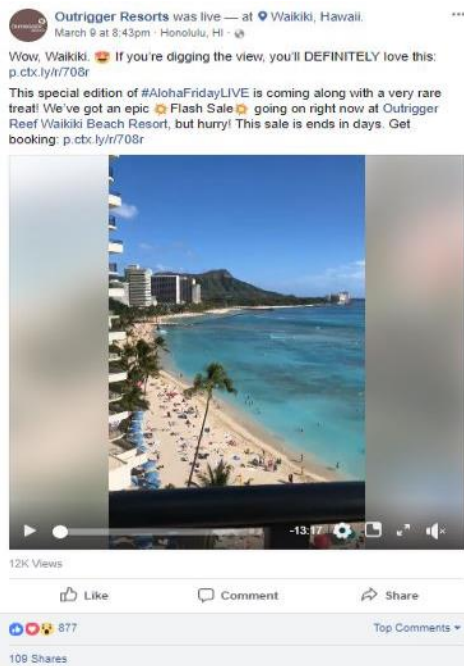 Outrigger Resorts was live — at Waikiki, Hawaii.
March 9 at 8:43pm · Honolulu, HI ·
Wow, Waikiki. 😍 If you're digging the view, you'll DEFINITELY love this:
p.ctx.ly/r/708r
This special edition of #AlohaFridayLIVE is coming along with a very rare
treat! We've got an epic 💥 Flash Sale💥 going on right now at Outrigger
Reef Waikiki Beach Resort, but hurry! This sale is ends in days. Get
booking: p.ctx.ly/r/708r
-13:17
12K Views
Like Comment Share
877 Top Comments
109 Shares